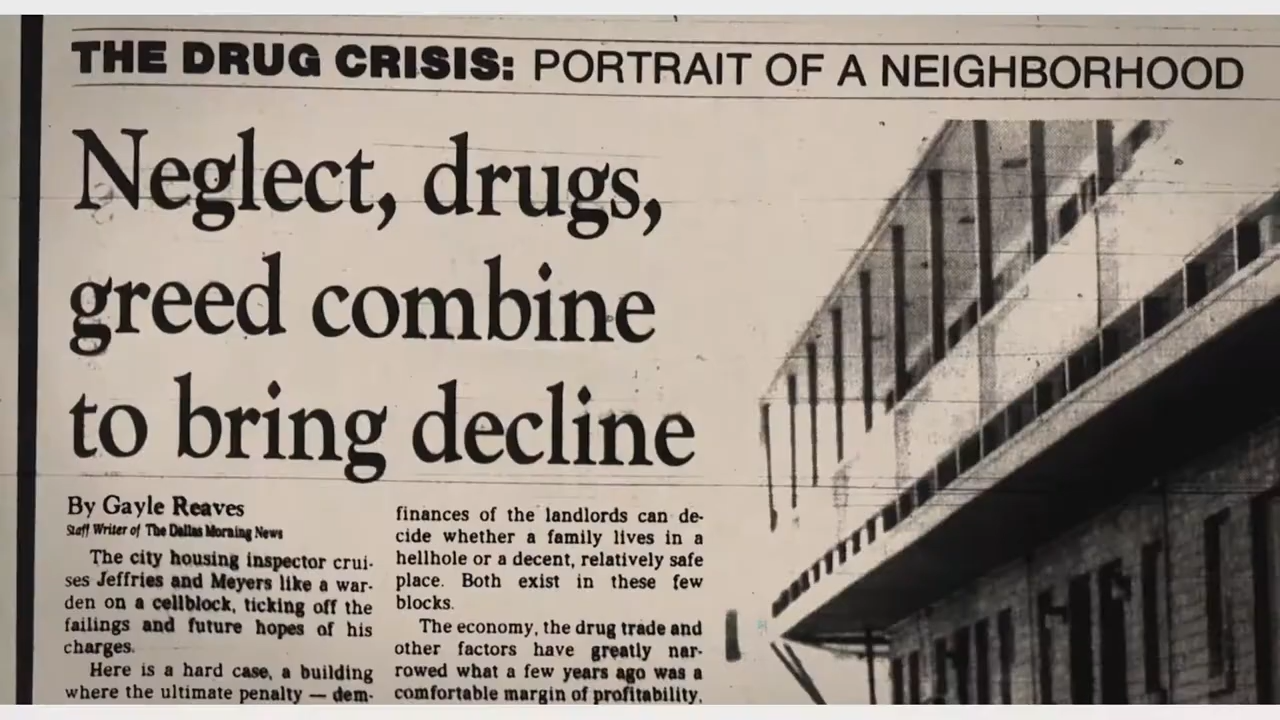 THE DRUG CRISIS: PORTRAIT OF A NEIGHBORHOOD
Neglect, drugs,
greed combine
to bring decline
By Gayle Reaves
Staff Writer of The Dallas Morning News
The city housing inspector crui-
ses Jeffries and Meyers like a war-
den on a cellblock, ticking off the
failings and future hopes of his
charges.
Here is a hard case, a building
where the ultimate penalty — dem-
finances of the landlords can de-
cide whether a family lives in a
hellhole or a decent, relatively safe
place. Both exist in these few
blocks.
The economy, the drug trade and
other factors have greatly nar-
rowed what a few years ago was a
comfortable margin of profitability,